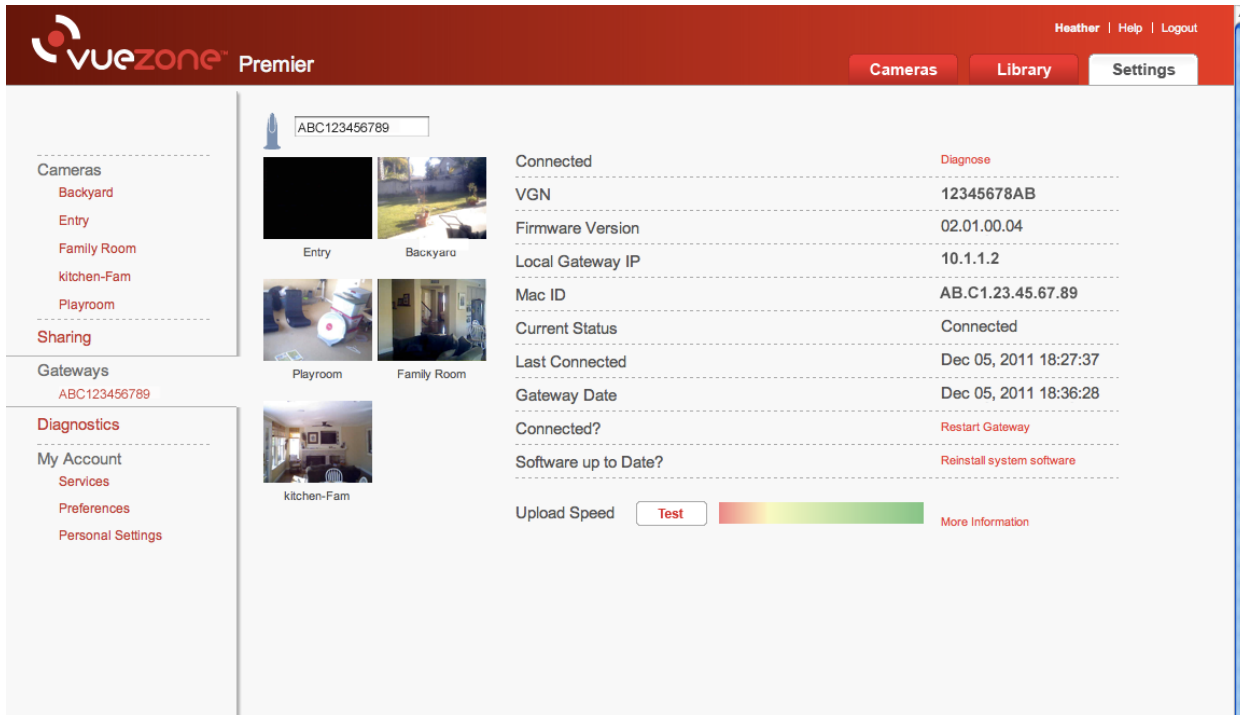 vuezone™ Premier
Heather | Help | Logout
Cameras
Library
Settings
Cameras
Backyard
Entry
Family Room
kitchen-Fam
Playroom
Sharing
Gateways
ABC123456789
Diagnostics
My Account
Services
Preferences
Personal Settings
ABC123456789
Entry
Backyard
Playroom
Family Room
kitchen-Fam
Connected Diagnose
VGN 12345678AB
Firmware Version 02.01.00.04
Local Gateway IP 10.1.1.2
Mac ID AB.C1.23.45.67.89
Current Status Connected
Last Connected Dec 05, 2011 18:27:37
Gateway Date Dec 05, 2011 18:36:28
Connected? Restart Gateway
Software up to Date? Reinstall system software
Upload Speed Test More Information